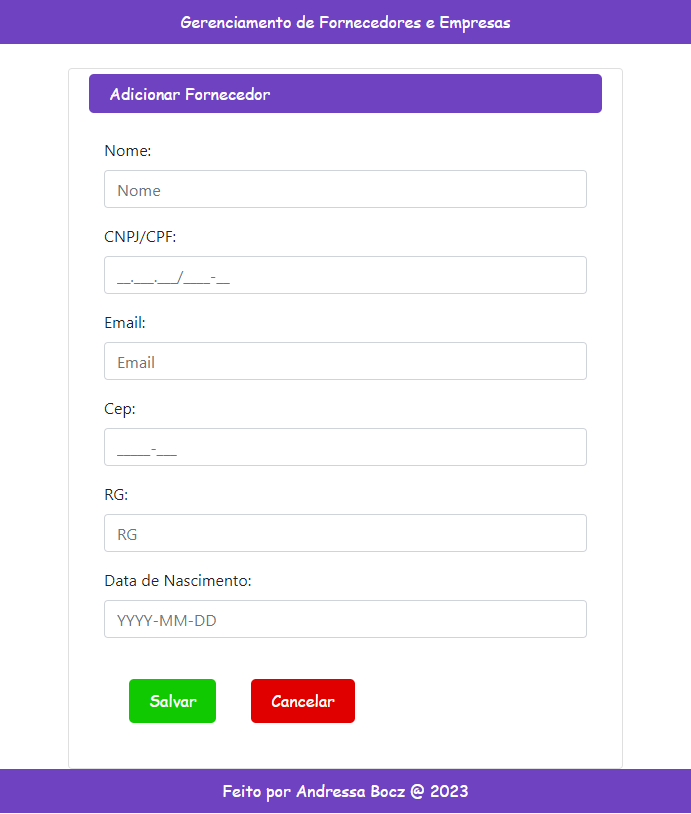 Gerenciamento de Fornecedores e Empresas
Adicionar Fornecedor
Nome:
Nome
CNPJ/CPF:
__.___.___/____-__
Email:
Email
Cep:
_____-___
RG:
RG
Data de Nascimento:
YYYY-MM-DD
Salvar Cancelar
Feito por Andressa Bocz @ 2023